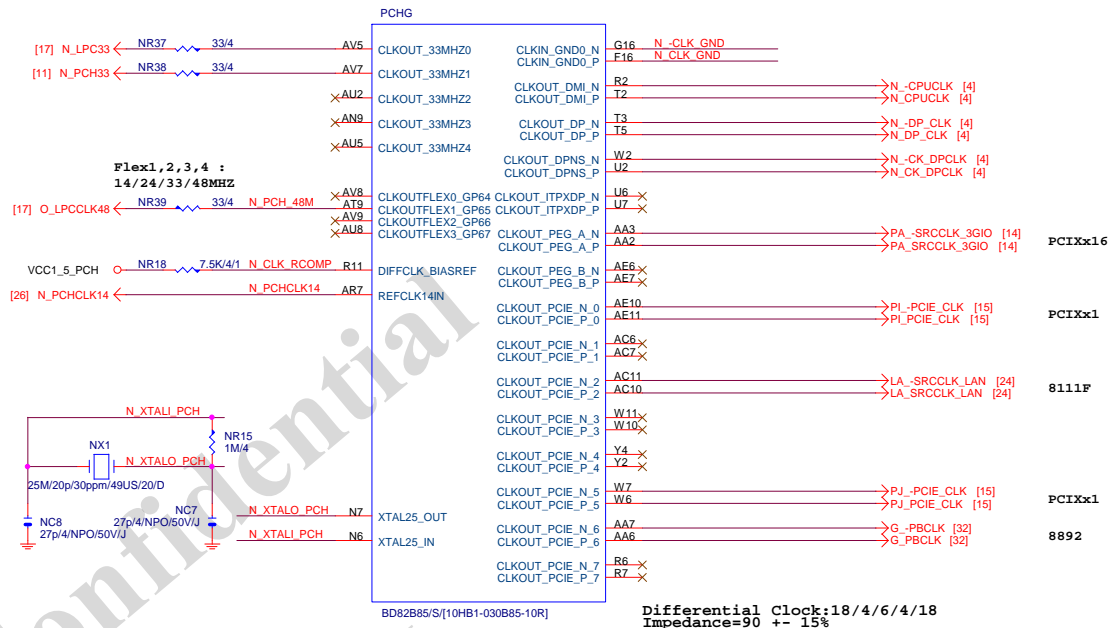 PCHG
[17] N_LPC33 NR37 33/4 AV5 CLKOUT_33MHZ0
[11] N_PCH33 NR38 33/4 AV7 CLKOUT_33MHZ1
AU2 CLKOUT_33MHZ2
AN9 CLKOUT_33MHZ3
AU5 CLKOUT_33MHZ4
Flex1,2,3,4 :
14/24/33/48MHZ
AV8 CLKOUTFLEX0_GP64
[17] O_LPCCLK48 NR39 33/4 N_PCH_48M AT9 CLKOUTFLEX1_GP65
AV9 CLKOUTFLEX2_GP66
AU8 CLKOUTFLEX3_GP67
VCC1_5_PCH NR18 7.5K/4/1 N_CLK_RCOMP R11 DIFFCLK_BIASREF
[26] N_PCHCLK14 N_PCHCLK14 AR7 REFCLK14IN
N_XTALI_PCH
NR15
1M/4
NX1
N_XTALO_PCH
25M/20p/30ppm/49US/20/D
NC8
27p/4/NPO/50V/J
NC7
27p/4/NPO/50V/J
N_XTALO_PCH N7 XTAL25_OUT
N_XTALI_PCH N6 XTAL25_IN
CLKIN_GND0_N G16 N_-CLK_GND
CLKIN_GND0_P F16 N_CLK_GND
CLKOUT_DMI_N R2 N_-CPUCLK [4]
CLKOUT_DMI_P T2 N_CPUCLK [4]
CLKOUT_DP_N T3 N_-DP_CLK [4]
CLKOUT_DP_P T5 N_DP_CLK [4]
CLKOUT_DPNS_N W2 N_-CK_DPCLK [4]
CLKOUT_DPNS_P U2 N_CK_DPCLK [4]
CLKOUT_ITPXDP_N U6
CLKOUT_ITPXDP_P U7
CLKOUT_PEG_A_N AA3 PA_-SRCCLK_3GIO [14]
CLKOUT_PEG_A_P AA2 PA_SRCCLK_3GIO [14]
PCIXx16
CLKOUT_PEG_B_N AE6
CLKOUT_PEG_B_P AE7
CLKOUT_PCIE_N_0 AE10 PI_-PCIE_CLK [15]
CLKOUT_PCIE_P_0 AE11 PI_PCIE_CLK [15]
PCIXx1
CLKOUT_PCIE_N_1 AC6
CLKOUT_PCIE_P_1 AC7
CLKOUT_PCIE_N_2 AC11 LA_-SRCCLK_LAN [24]
CLKOUT_PCIE_P_2 AC10 LA_SRCCLK_LAN [24]
8111F
CLKOUT_PCIE_N_3 W11
CLKOUT_PCIE_P_3 W10
CLKOUT_PCIE_N_4 Y4
CLKOUT_PCIE_P_4 Y2
CLKOUT_PCIE_N_5 W7 PJ_-PCIE_CLK [15]
CLKOUT_PCIE_P_5 W6 PJ_PCIE_CLK [15]
PCIXx1
CLKOUT_PCIE_N_6 AA7 G_-PBCLK [32]
CLKOUT_PCIE_P_6 AA6 G_PBCLK [32]
8892
CLKOUT_PCIE_N_7 R6
CLKOUT_PCIE_P_7 R7
BD82B85/S/[10HB1-030B85-10R]
Differential Clock:18/4/6/4/18
Impedance=90 +- 15%
onfidential